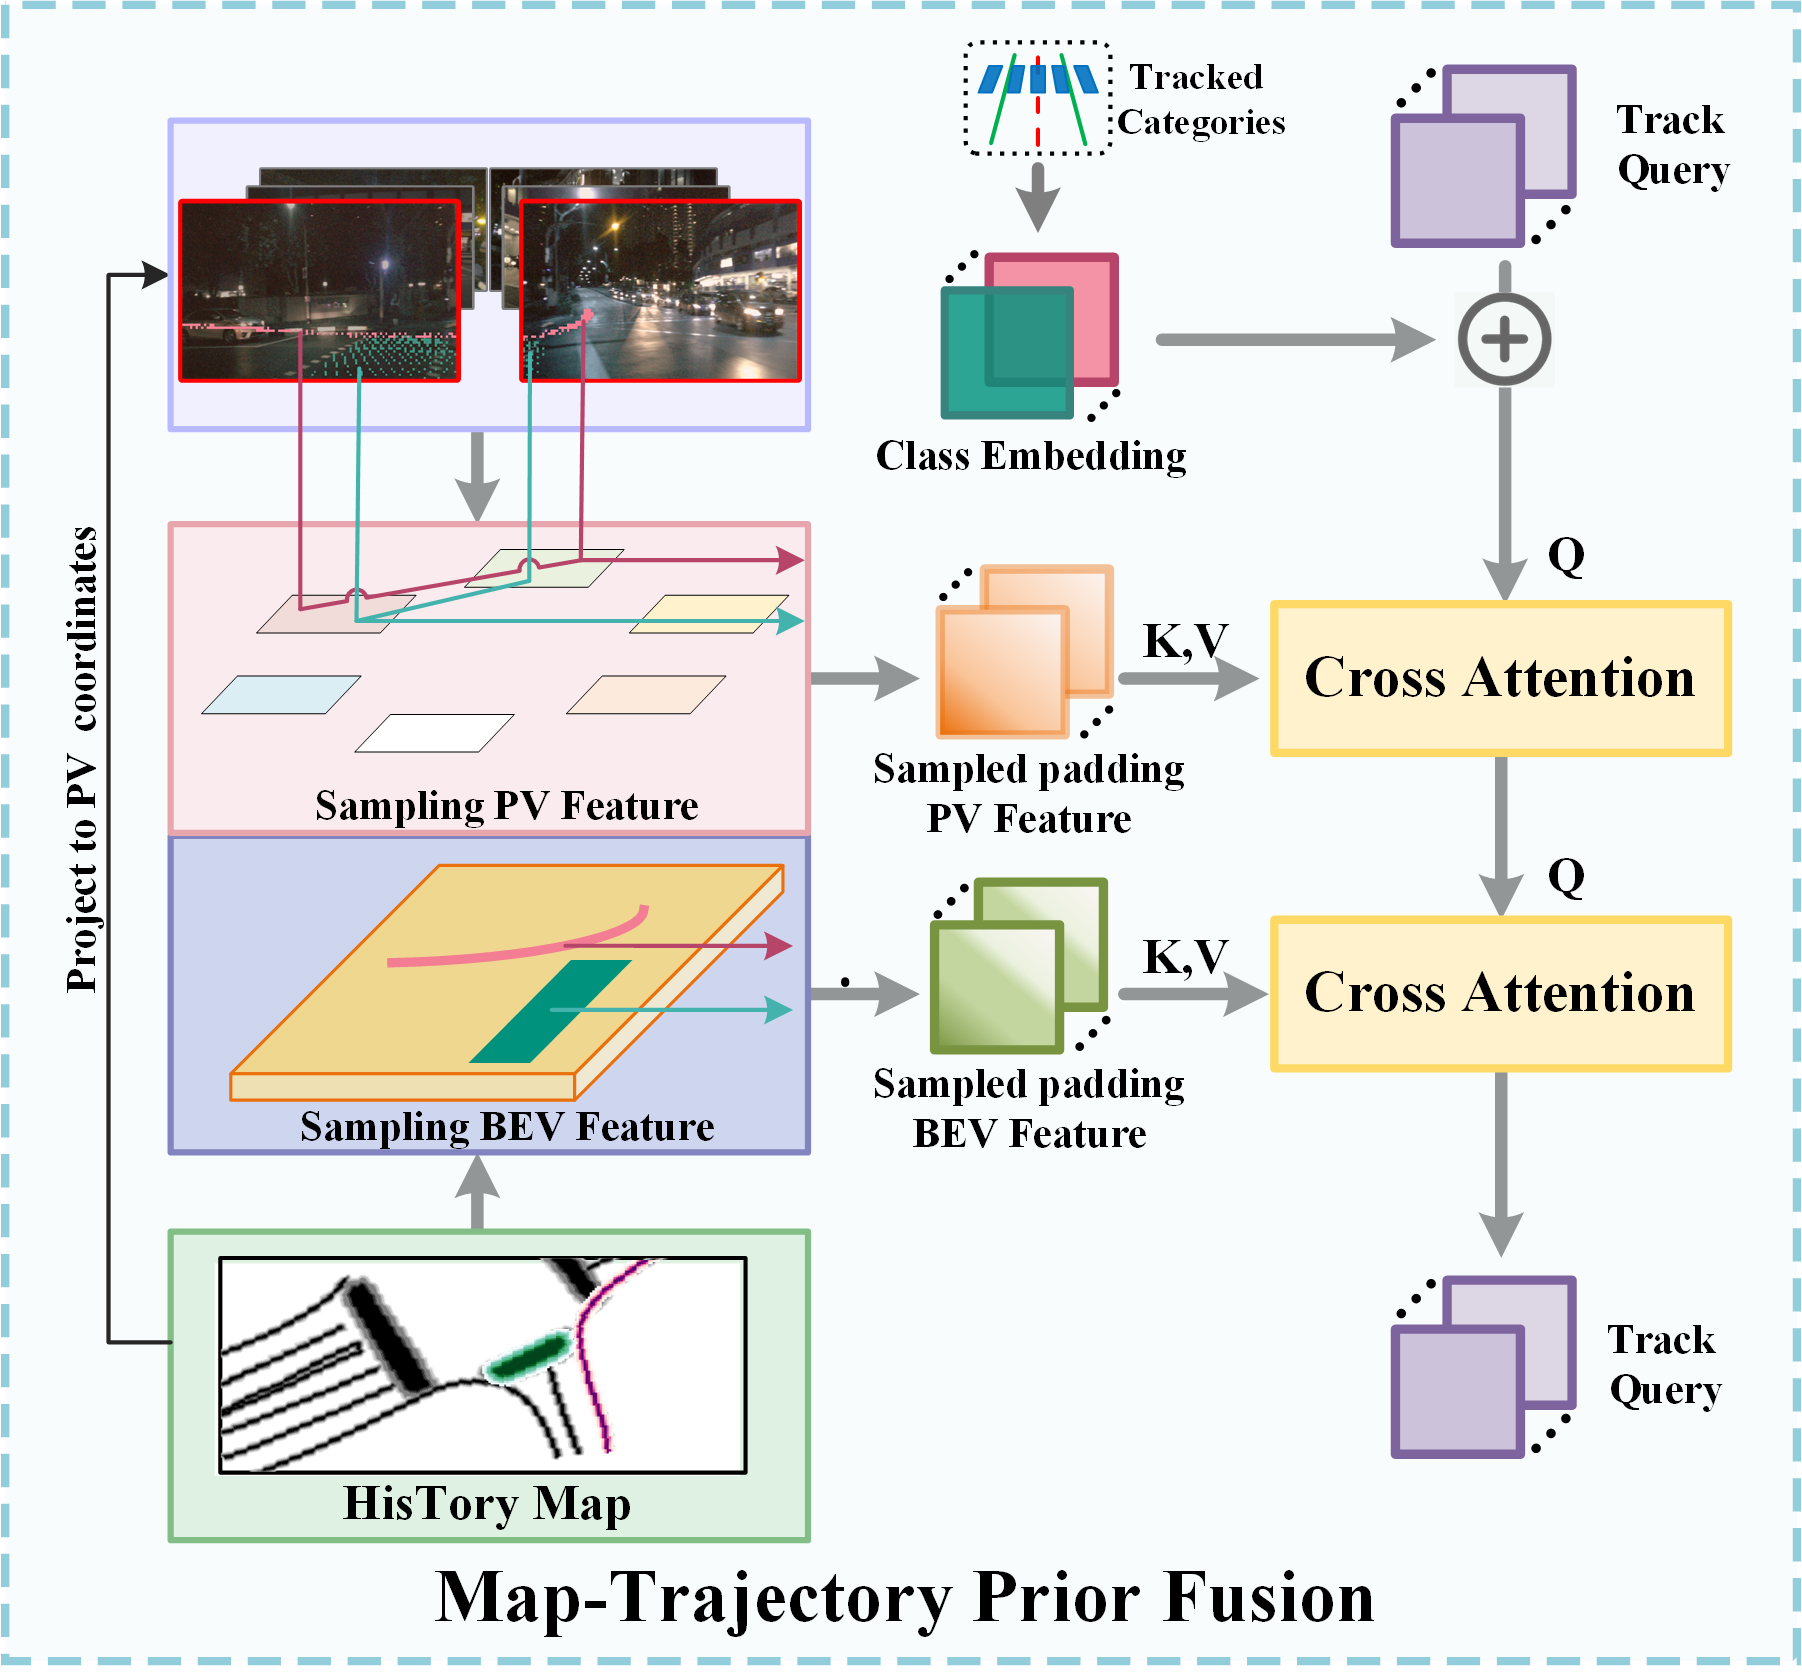 Tracked
Categories
Track
Query
Class Embedding
Project to PV coordinates
Q
K,V
Cross Attention
Sampling PV Feature
Sampled padding
PV Feature
Q
K,V
Cross Attention
Sampling BEV Feature
Sampled padding
BEV Feature
Track
Query
HisTory Map
Map-Trajectory Prior Fusion